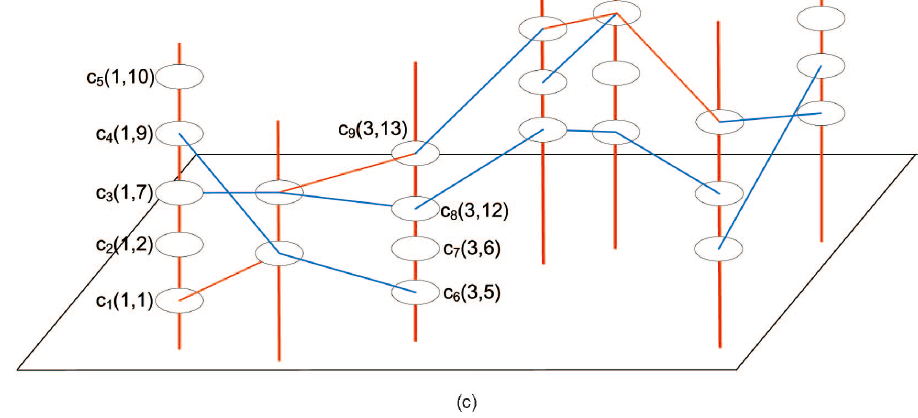 c₅(1,10)
c₄(1,9)
c₉(3,13)
c₃(1,7)
c₈(3,12)
c₂(1,2)
c₇(3,6)
c₁(1,1)
c₆(3,5)
(c)